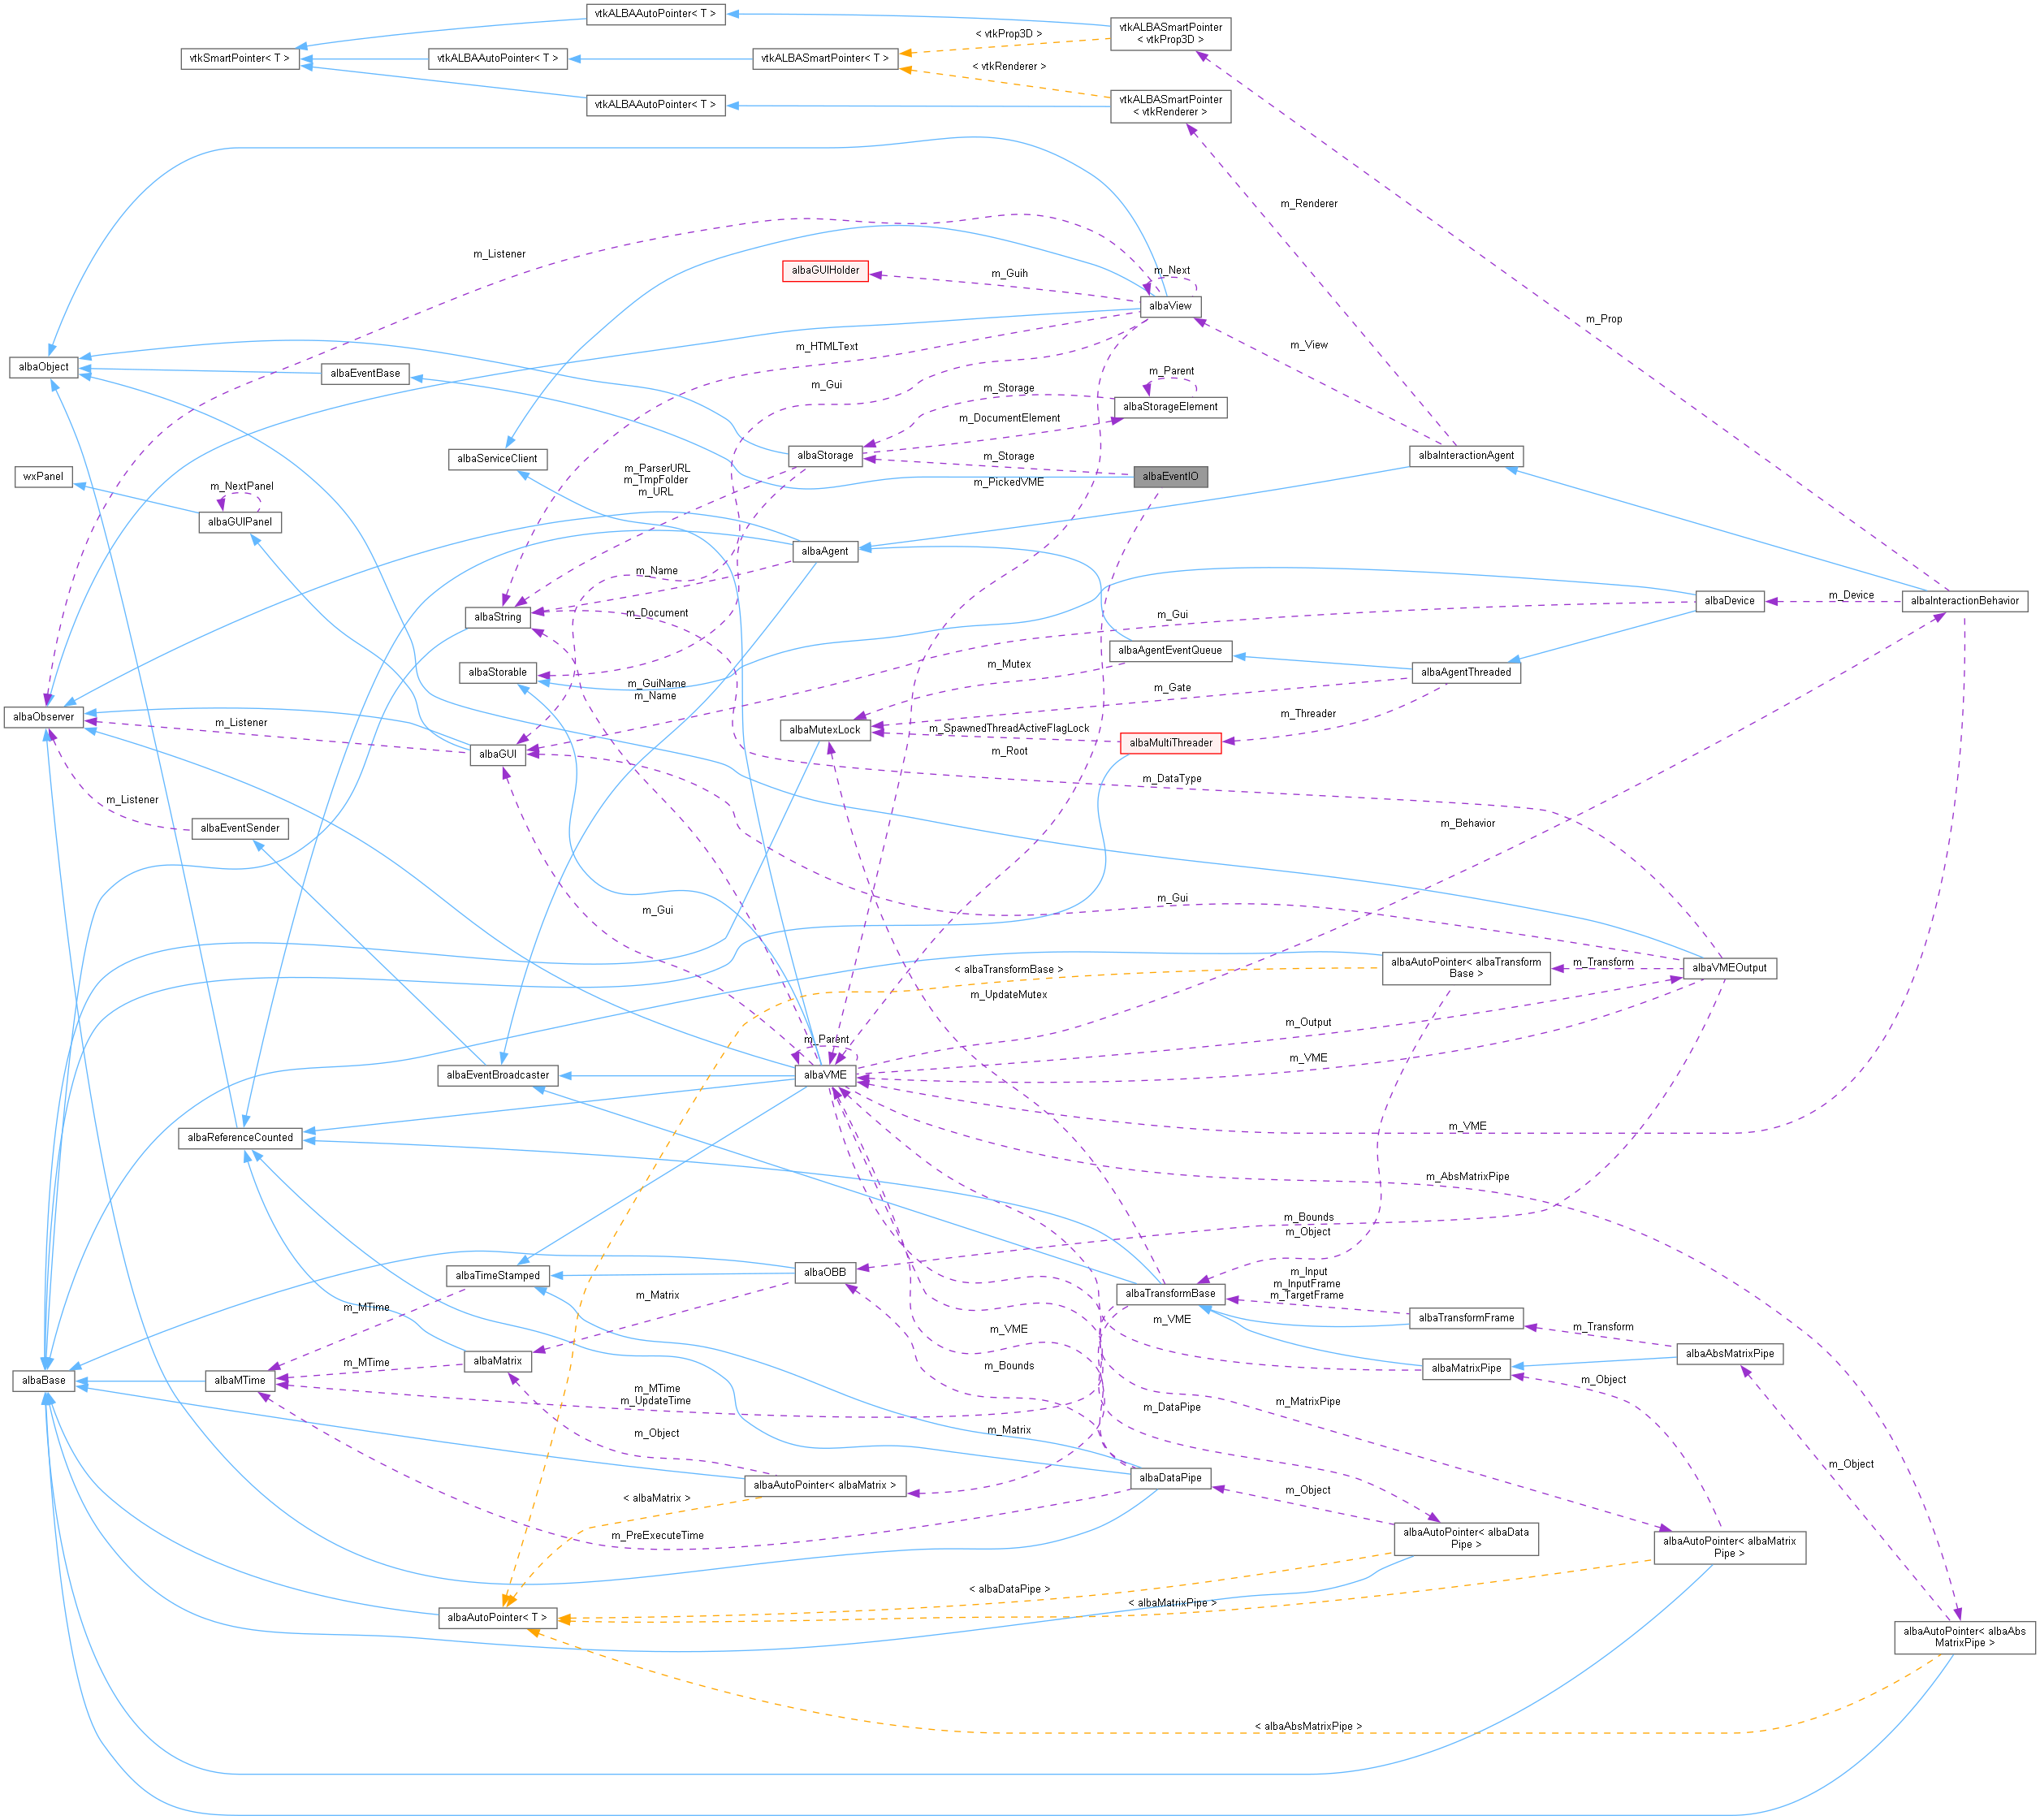 vtkALBAAutoPointer< T >
vtkALBASmartPointer
< vtkProp3D >
< vtkProp3D >
vtkSmartPointer< T >
vtkALBAAutoPointer< T >
vtkALBASmartPointer< T >
< vtkRenderer >
vtkALBAAutoPointer< T >
vtkALBASmartPointer
< vtkRenderer >
m_Renderer
m_Listener
albaGUIHolder
m_Guih
m_Next
albaView
m_Prop
m_HTMLText
m_View
albaObject
albaEventBase
m_Gui
m_Storage
m_Parent
albaStorageElement
m_DocumentElement
albaServiceClient
albaStorage
m_Storage
albaInteractionAgent
wxPanel
m_NextPanel
m_ParserURL
m_TmpFolder
m_URL
m_PickedVME
albaEventIO
albaGUIPanel
albaAgent
m_Name
albaString
m_Document
m_Gui
albaDevice
m_Device
albaInteractionBehavior
albaStorable
m_GuiName
m_Name
m_Mutex
albaAgentEventQueue
albaAgentThreaded
m_Gate
albaObserver
m_Listener
albaMutexLock
m_SpawnedThreadActiveFlagLock
m_Threader
albaMultiThreader
albaGUI
m_Root
m_DataType
m_Listener
albaEventSender
m_Behavior
m_Gui
m_Gui
< albaTransformBase >
albaAutoPointer< albaTransform
Base >
m_Transform
albaVMEOutput
m_UpdateMutex
m_Output
m_Parent
m_VME
albaEventBroadcaster
albaVME
albaReferenceCounted
m_VME
m_AbsMatrixPipe
m_Bounds
m_Object
albaTimeStamped
albaOBB
m_Input
m_InputFrame
m_TargetFrame
albaTransformBase
m_MTime
m_Matrix
albaTransformFrame
m_VME
m_Transform
m_VME
albaAbsMatrixPipe
albaBase
albaMTime
m_MTime
albaMatrix
m_Bounds
albaMatrixPipe
m_Object
m_MTime
m_UpdateTime
m_MatrixPipe
m_DataPipe
m_Object
m_Matrix
m_Object
albaAutoPointer< albaMatrix >
albaDataPipe
m_Object
< albaMatrix >
m_PreExecuteTime
albaAutoPointer< albaData
Pipe >
albaAutoPointer< albaMatrix
Pipe >
< albaDataPipe >
albaAutoPointer< T >
< albaMatrixPipe >
albaAutoPointer< albaAbs
MatrixPipe >
< albaAbsMatrixPipe >